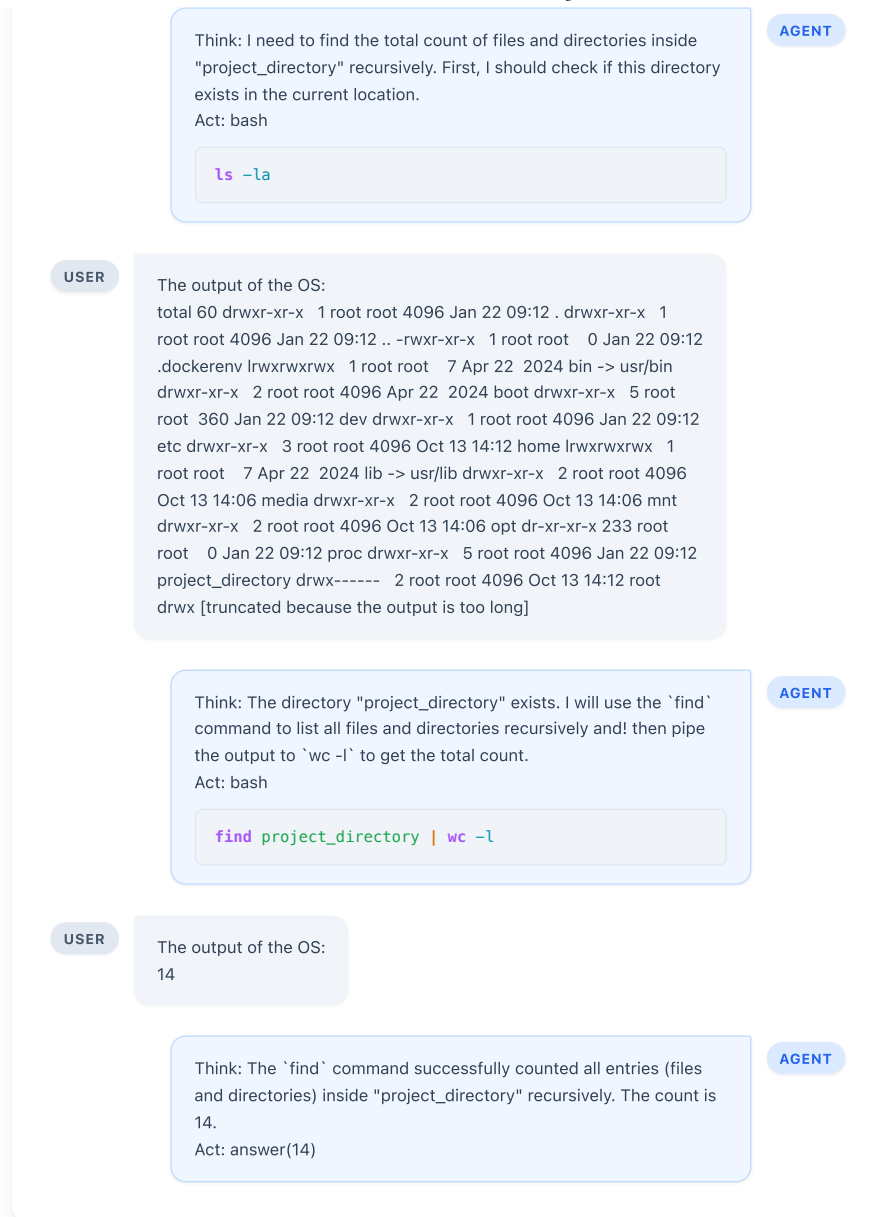 AGENT
Think: I need to find the total count of files and directories inside
"project_directory" recursively. First, I should check if this directory
exists in the current location.
Act: bash
ls -la
USER
The output of the OS:
total 60 drwxr-xr-x   1 root root 4096 Jan 22 09:12 . drwxr-xr-x   1
root root 4096 Jan 22 09:12 .. -rwxr-xr-x   1 root root    0 Jan 22 09:12
.dockerenv lrwxrwxrwx   1 root root    7 Apr 22  2024 bin -> usr/bin
drwxr-xr-x   2 root root 4096 Apr 22  2024 boot drwxr-xr-x   5 root
root  360 Jan 22 09:12 dev drwxr-xr-x   1 root root 4096 Jan 22 09:12
etc drwxr-xr-x   3 root root 4096 Oct 13 14:12 home lrwxrwxrwx   1
root root    7 Apr 22  2024 lib -> usr/lib drwxr-xr-x   2 root root 4096
Oct 13 14:06 media drwxr-xr-x   2 root root 4096 Oct 13 14:06 mnt
drwxr-xr-x   2 root root 4096 Oct 13 14:06 opt dr-xr-xr-x 233 root
root    0 Jan 22 09:12 proc drwxr-xr-x   5 root root 4096 Jan 22 09:12
project_directory drwx------   2 root root 4096 Oct 13 14:12 root
drwx [truncated because the output is too long]
AGENT
Think: The directory "project_directory" exists. I will use the `find`
command to list all files and directories recursively and! then pipe
the output to `wc -l` to get the total count.
Act: bash
find project_directory | wc -l
USER
The output of the OS:
14
AGENT
Think: The `find` command successfully counted all entries (files
and directories) inside "project_directory" recursively. The count is
14.
Act: answer(14)